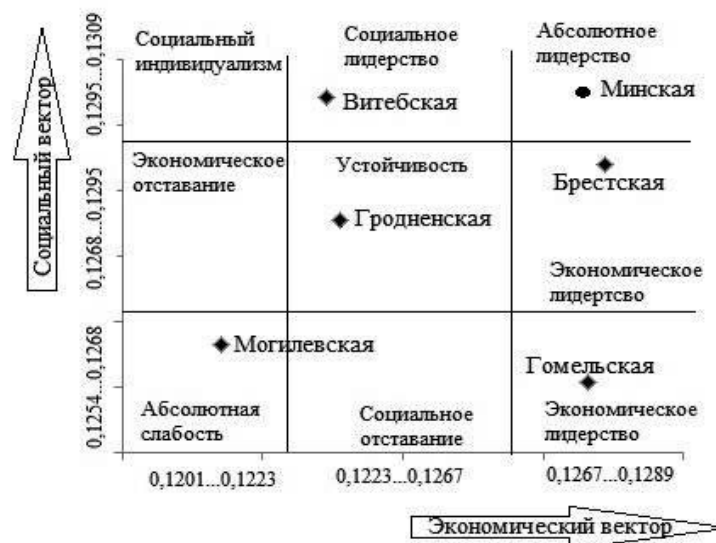 Социальный вектор
0,1254...0,1268
0,1268...0,1295
0,1295...0,1309
Социальный
индивидуализм
Социальное
лидерство
Абсолютное
лидерство
Витебская
Минская
Экономическое
отставание
Устойчивость
Брестская
Гродненская
Экономическое
лидертсво
Могилевская
Гомельская
Абсолютная
слабость
Социальное
отставание
Экономическое
лидерство
0,1201...0,1223
0,1223...0,1267
0,1267...0,1289
Экономический вектор